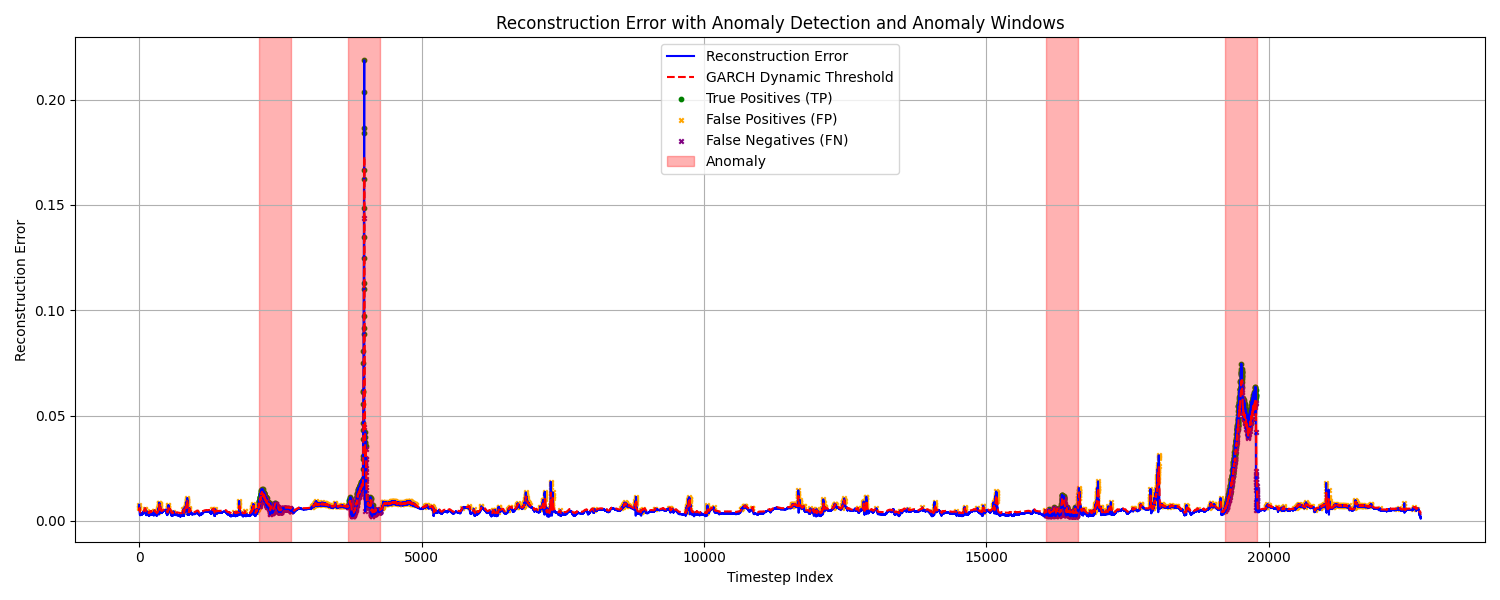 Reconstruction Error with Anomaly Detection and Anomaly Windows
Reconstruction Error
GARCH Dynamic Threshold
True Positives (TP)
False Positives (FP)
False Negatives (FN)
Anomaly
Reconstruction Error
0.20
0.15
0.10
0.05
0.00
0 5000 10000 15000 20000
Timestep Index